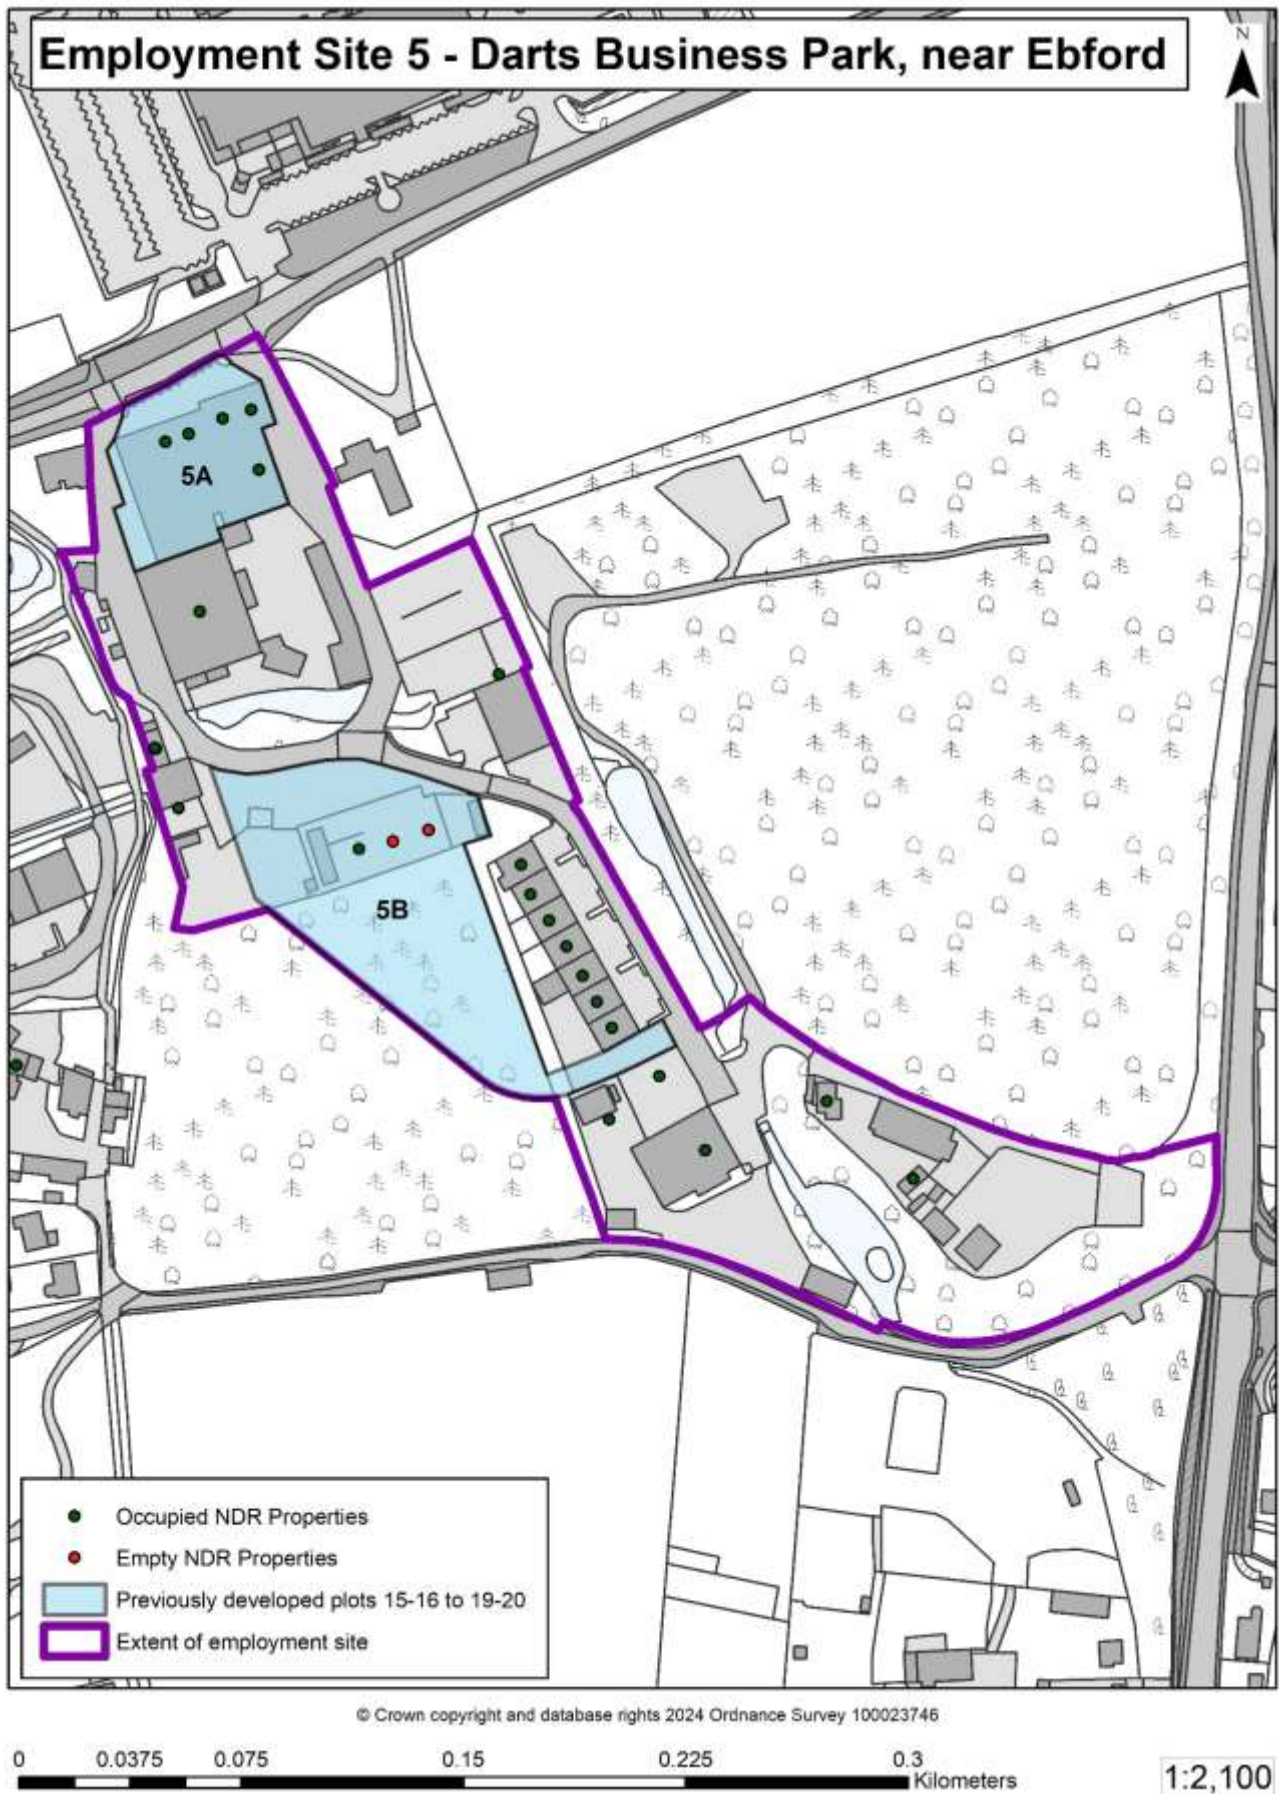 Employment Site 5 - Darts Business Park, near Ebford
N
5A
5B
Occupied NDR Properties
Empty NDR Properties
Previously developed plots 15-16 to 19-20
Extent of employment site
© Crown copyright and database rights 2024 Ordnance Survey 100023746
0 0.0375 0.075 0.15 0.225 0.3
Kilometers
1:2,100